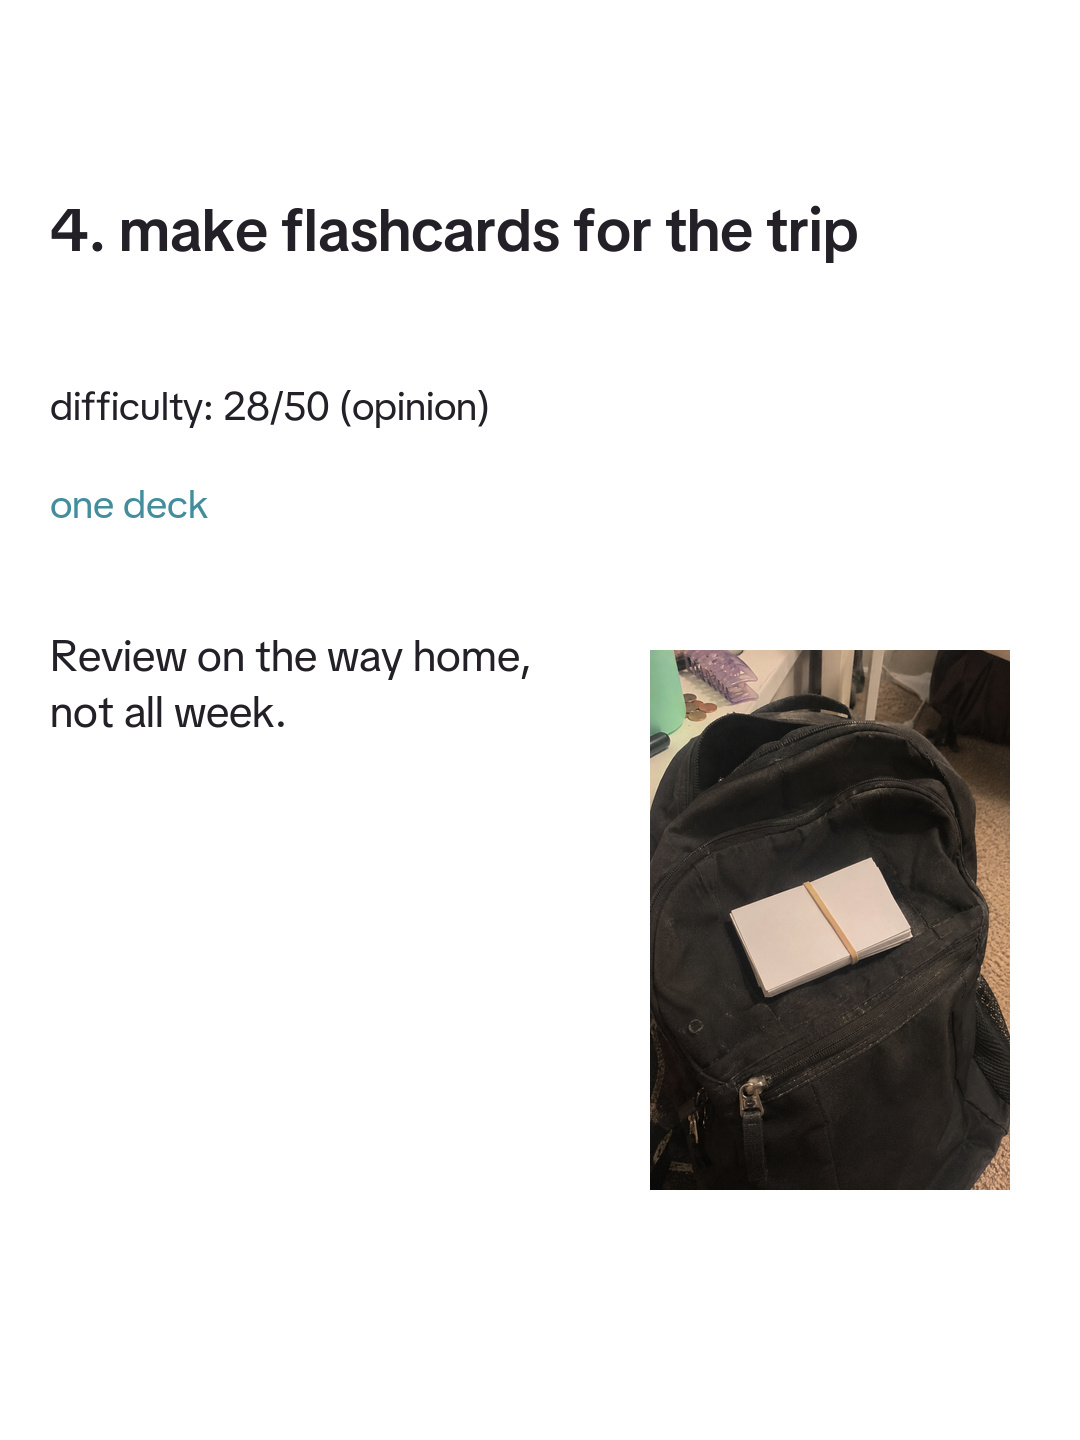 4. make flashcards for the trip
difficulty: 28/50 (opinion)
one deck
Review on the way home,
not all week.